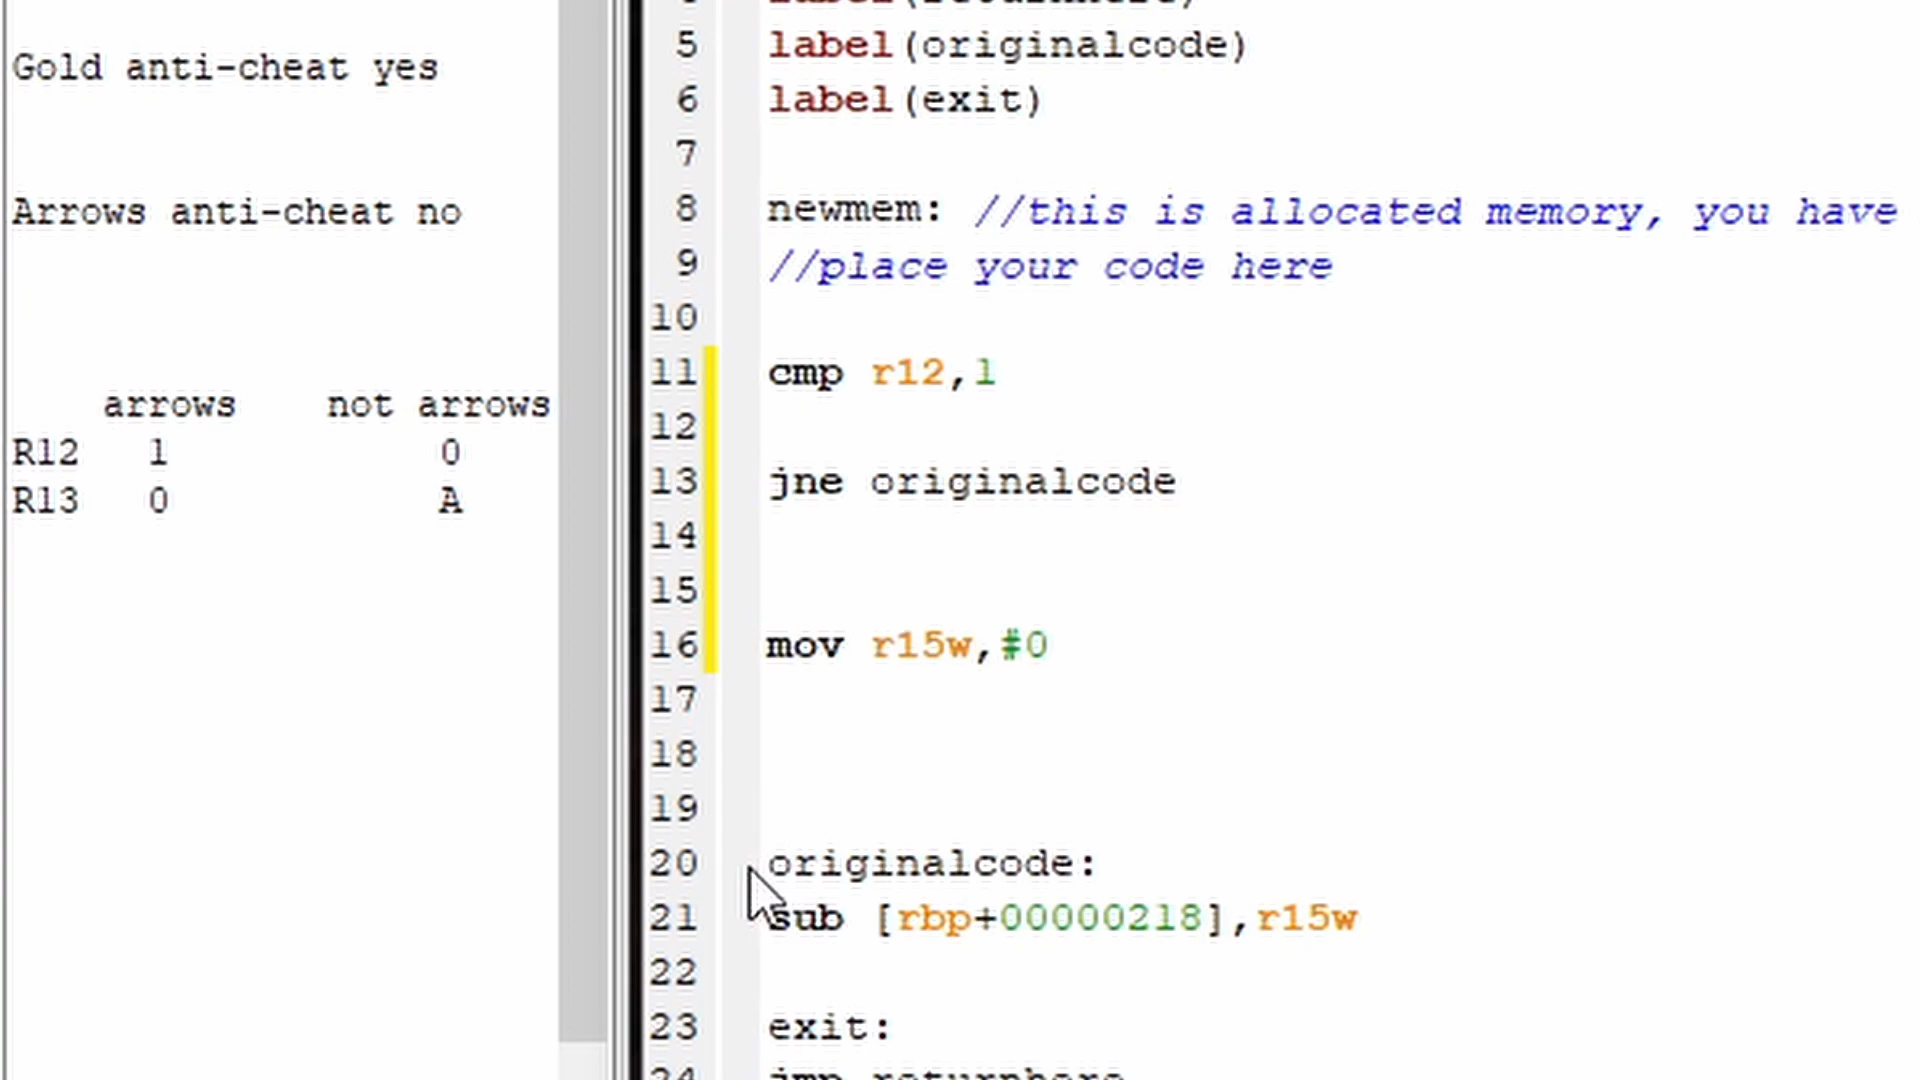 Gold anti-cheat yes
Arrows anti-cheat no
arrows not arrows
R12 1 0
R13 0 A
5 label(originalcode)
6 label(exit)
7
8 newmem: //this is allocated memory, you have
9 //place your code here
10
11 cmp r12,1
12
13 jne originalcode
14
15
16 mov r15w,#0
17
18
19
20 originalcode:
21 sub [rbp+00000218],r15w
22
23 exit:
24 jmp returnhere